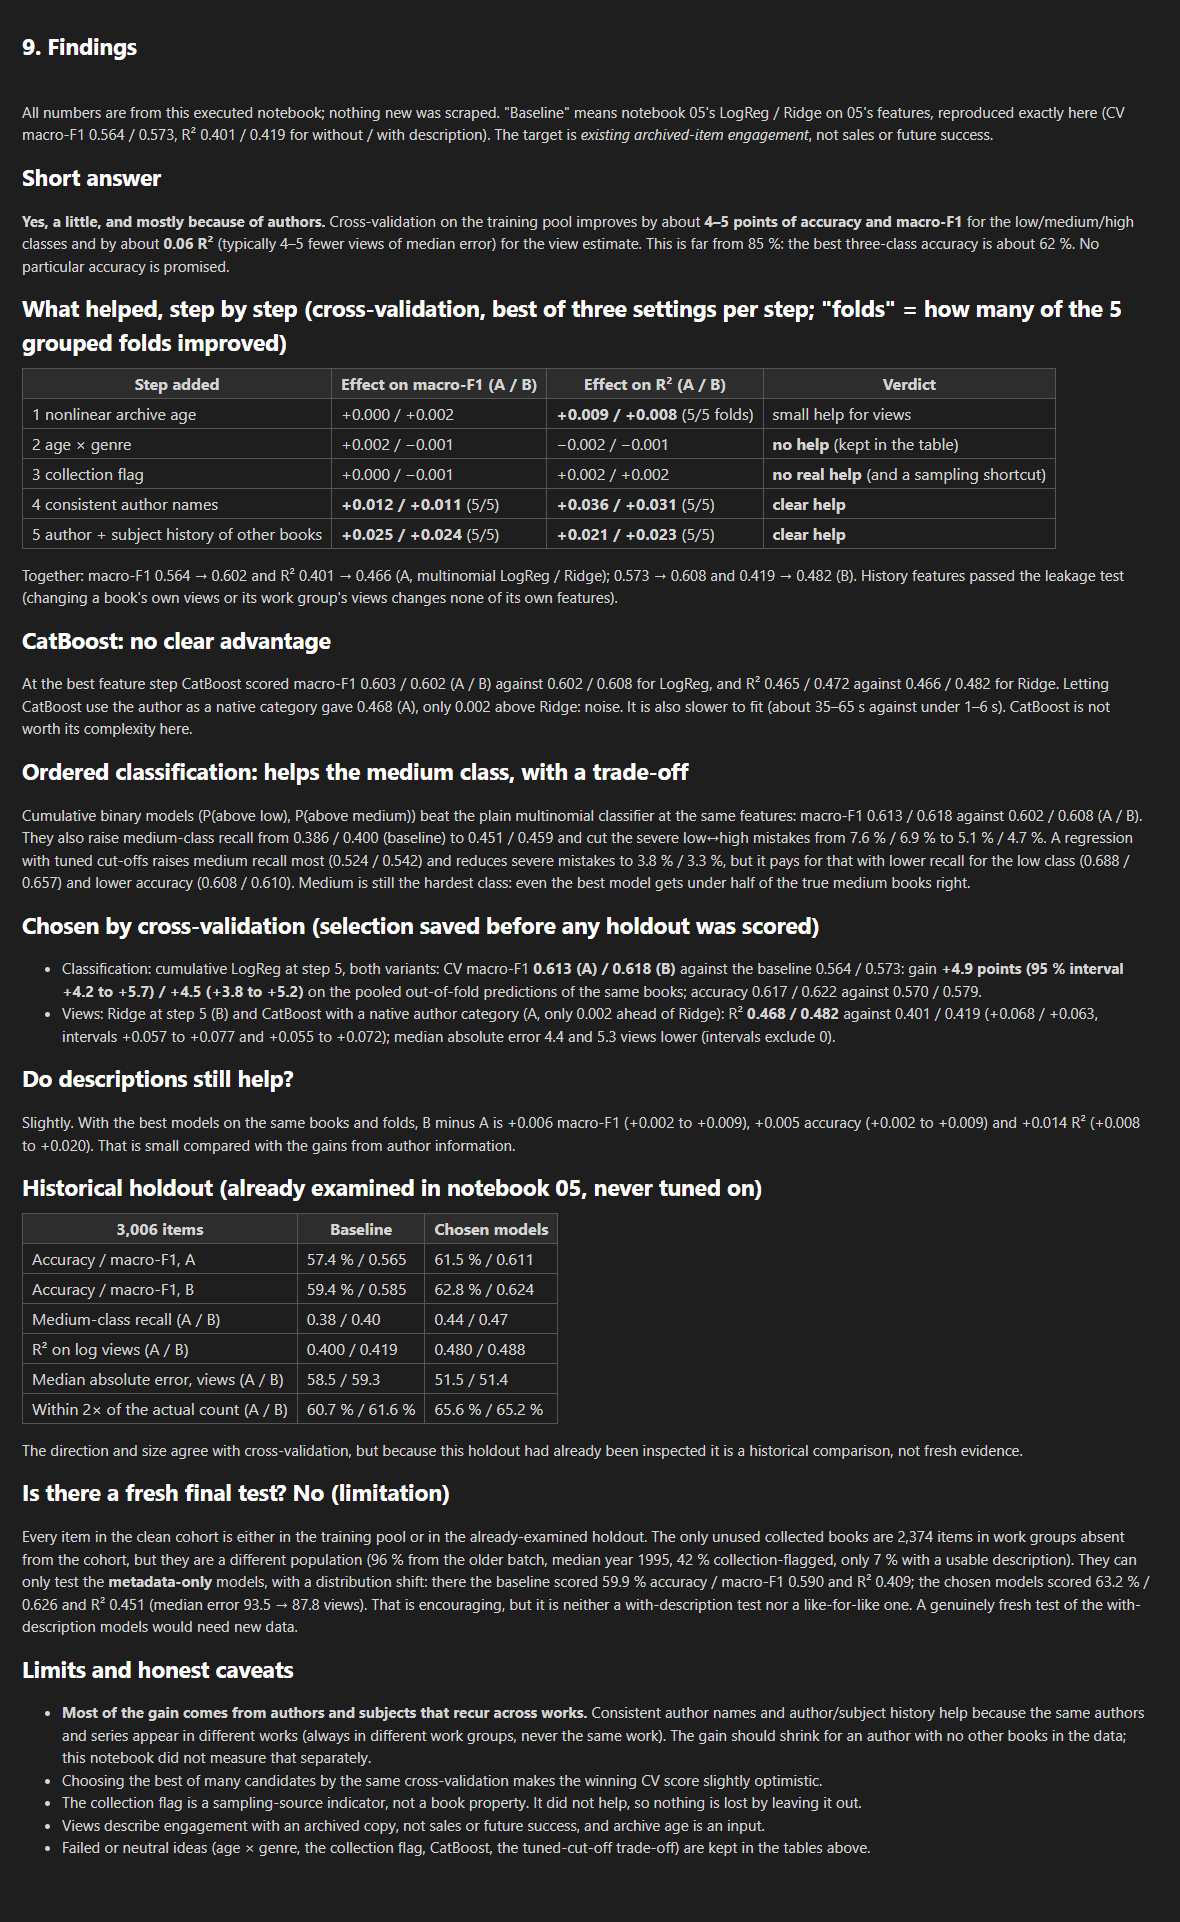 9. Findings
All numbers are from this executed notebook; nothing new was scraped. "Baseline" means notebook 05's LogReg / Ridge on 05's features, reproduced exactly here (CV
macro-F1 0.564 / 0.573, R² 0.401 / 0.419 for without / with description). The target is existing archived-item engagement, not sales or future success.
Short answer
Yes, a little, and mostly because of authors. Cross-validation on the training pool improves by about 4–5 points of accuracy and macro-F1 for the low/medium/high
classes and by about 0.06 R² (typically 4–5 fewer views of median error) for the view estimate. This is far from 85 %: the best three-class accuracy is about 62 %. No
particular accuracy is promised.
What helped, step by step (cross-validation, best of three settings per step; "folds" = how many of the 5
grouped folds improved)
Step added Effect on macro-F1 (A / B) Effect on R² (A / B) Verdict
1 nonlinear archive age +0.000 / +0.002 +0.009 / +0.008 (5/5 folds) small help for views
2 age × genre +0.002 / −0.001 −0.002 / −0.001 no help (kept in the table)
3 collection flag +0.000 / −0.001 +0.002 / +0.002 no real help (and a sampling shortcut)
4 consistent author names +0.012 / +0.011 (5/5) +0.036 / +0.031 (5/5) clear help
5 author + subject history of other books +0.025 / +0.024 (5/5) +0.021 / +0.023 (5/5) clear help
Together: macro-F1 0.564 → 0.602 and R² 0.401 → 0.466 (A, multinomial LogReg / Ridge); 0.573 → 0.608 and 0.419 → 0.482 (B). History features passed the leakage test
(changing a book's own views or its work group's views changes none of its own features).
CatBoost: no clear advantage
At the best feature step CatBoost scored macro-F1 0.603 / 0.602 (A / B) against 0.602 / 0.608 for LogReg, and R² 0.465 / 0.472 against 0.466 / 0.482 for Ridge. Letting
CatBoost use the author as a native category gave 0.468 (A), only 0.002 above Ridge: noise. It is also slower to fit (about 35–65 s against under 1–6 s). CatBoost is not
worth its complexity here.
Ordered classification: helps the medium class, with a trade-off
Cumulative binary models (P(above low), P(above medium)) beat the plain multinomial classifier at the same features: macro-F1 0.613 / 0.618 against 0.602 / 0.608 (A / B).
They also raise medium-class recall from 0.386 / 0.400 (baseline) to 0.451 / 0.459 and cut the severe low↔high mistakes from 7.6 % / 6.9 % to 5.1 % / 4.7 %. A regression
with tuned cut-offs raises medium recall most (0.524 / 0.542) and reduces severe mistakes to 3.8 % / 3.3 %, but it pays for that with lower recall for the low class (0.688 /
0.657) and lower accuracy (0.608 / 0.610). Medium is still the hardest class: even the best model gets under half of the true medium books right.
Chosen by cross-validation (selection saved before any holdout was scored)
• Classification: cumulative LogReg at step 5, both variants: CV macro-F1 0.613 (A) / 0.618 (B) against the baseline 0.564 / 0.573: gain +4.9 points (95 % interval
+4.2 to +5.7) / +4.5 (+3.8 to +5.2) on the pooled out-of-fold predictions of the same books; accuracy 0.617 / 0.622 against 0.570 / 0.579.
• Views: Ridge at step 5 (B) and CatBoost with a native author category (A, only 0.002 ahead of Ridge): R² 0.468 / 0.482 against 0.401 / 0.419 (+0.068 / +0.063,
intervals +0.057 to +0.077 and +0.055 to +0.072); median absolute error 4.4 and 5.3 views lower (intervals exclude 0).
Do descriptions still help?
Slightly. With the best models on the same books and folds, B minus A is +0.006 macro-F1 (+0.002 to +0.009), +0.005 accuracy (+0.002 to +0.009) and +0.014 R² (+0.008
to +0.020). That is small compared with the gains from author information.
Historical holdout (already examined in notebook 05, never tuned on)
3,006 items Baseline Chosen models
Accuracy / macro-F1, A 57.4 % / 0.565 61.5 % / 0.611
Accuracy / macro-F1, B 59.4 % / 0.585 62.8 % / 0.624
Medium-class recall (A / B) 0.38 / 0.40 0.44 / 0.47
R² on log views (A / B) 0.400 / 0.419 0.480 / 0.488
Median absolute error, views (A / B) 58.5 / 59.3 51.5 / 51.4
Within 2× of the actual count (A / B) 60.7 % / 61.6 % 65.6 % / 65.2 %
The direction and size agree with cross-validation, but because this holdout had already been inspected it is a historical comparison, not fresh evidence.
Is there a fresh final test? No (limitation)
Every item in the clean cohort is either in the training pool or in the already-examined holdout. The only unused collected books are 2,374 items in work groups absent
from the cohort, but they are a different population (96 % from the older batch, median year 1995, 42 % collection-flagged, only 7 % with a usable description). They can
only test the metadata-only models, with a distribution shift: there the baseline scored 59.9 % accuracy / macro-F1 0.590 and R² 0.409; the chosen models scored 63.2 % /
0.626 and R² 0.451 (median error 93.5 → 87.8 views). That is encouraging, but it is neither a with-description test nor a like-for-like one. A genuinely fresh test of the with-
description models would need new data.
Limits and honest caveats
• Most of the gain comes from authors and subjects that recur across works. Consistent author names and author/subject history help because the same authors
and series appear in different works (always in different work groups, never the same work). The gain should shrink for an author with no other books in the data;
this notebook did not measure that separately.
• Choosing the best of many candidates by the same cross-validation makes the winning CV score slightly optimistic.
• The collection flag is a sampling-source indicator, not a book property. It did not help, so nothing is lost by leaving it out.
• Views describe engagement with an archived copy, not sales or future success, and archive age is an input.
• Failed or neutral ideas (age × genre, the collection flag, CatBoost, the tuned-cut-off trade-off) are kept in the tables above.